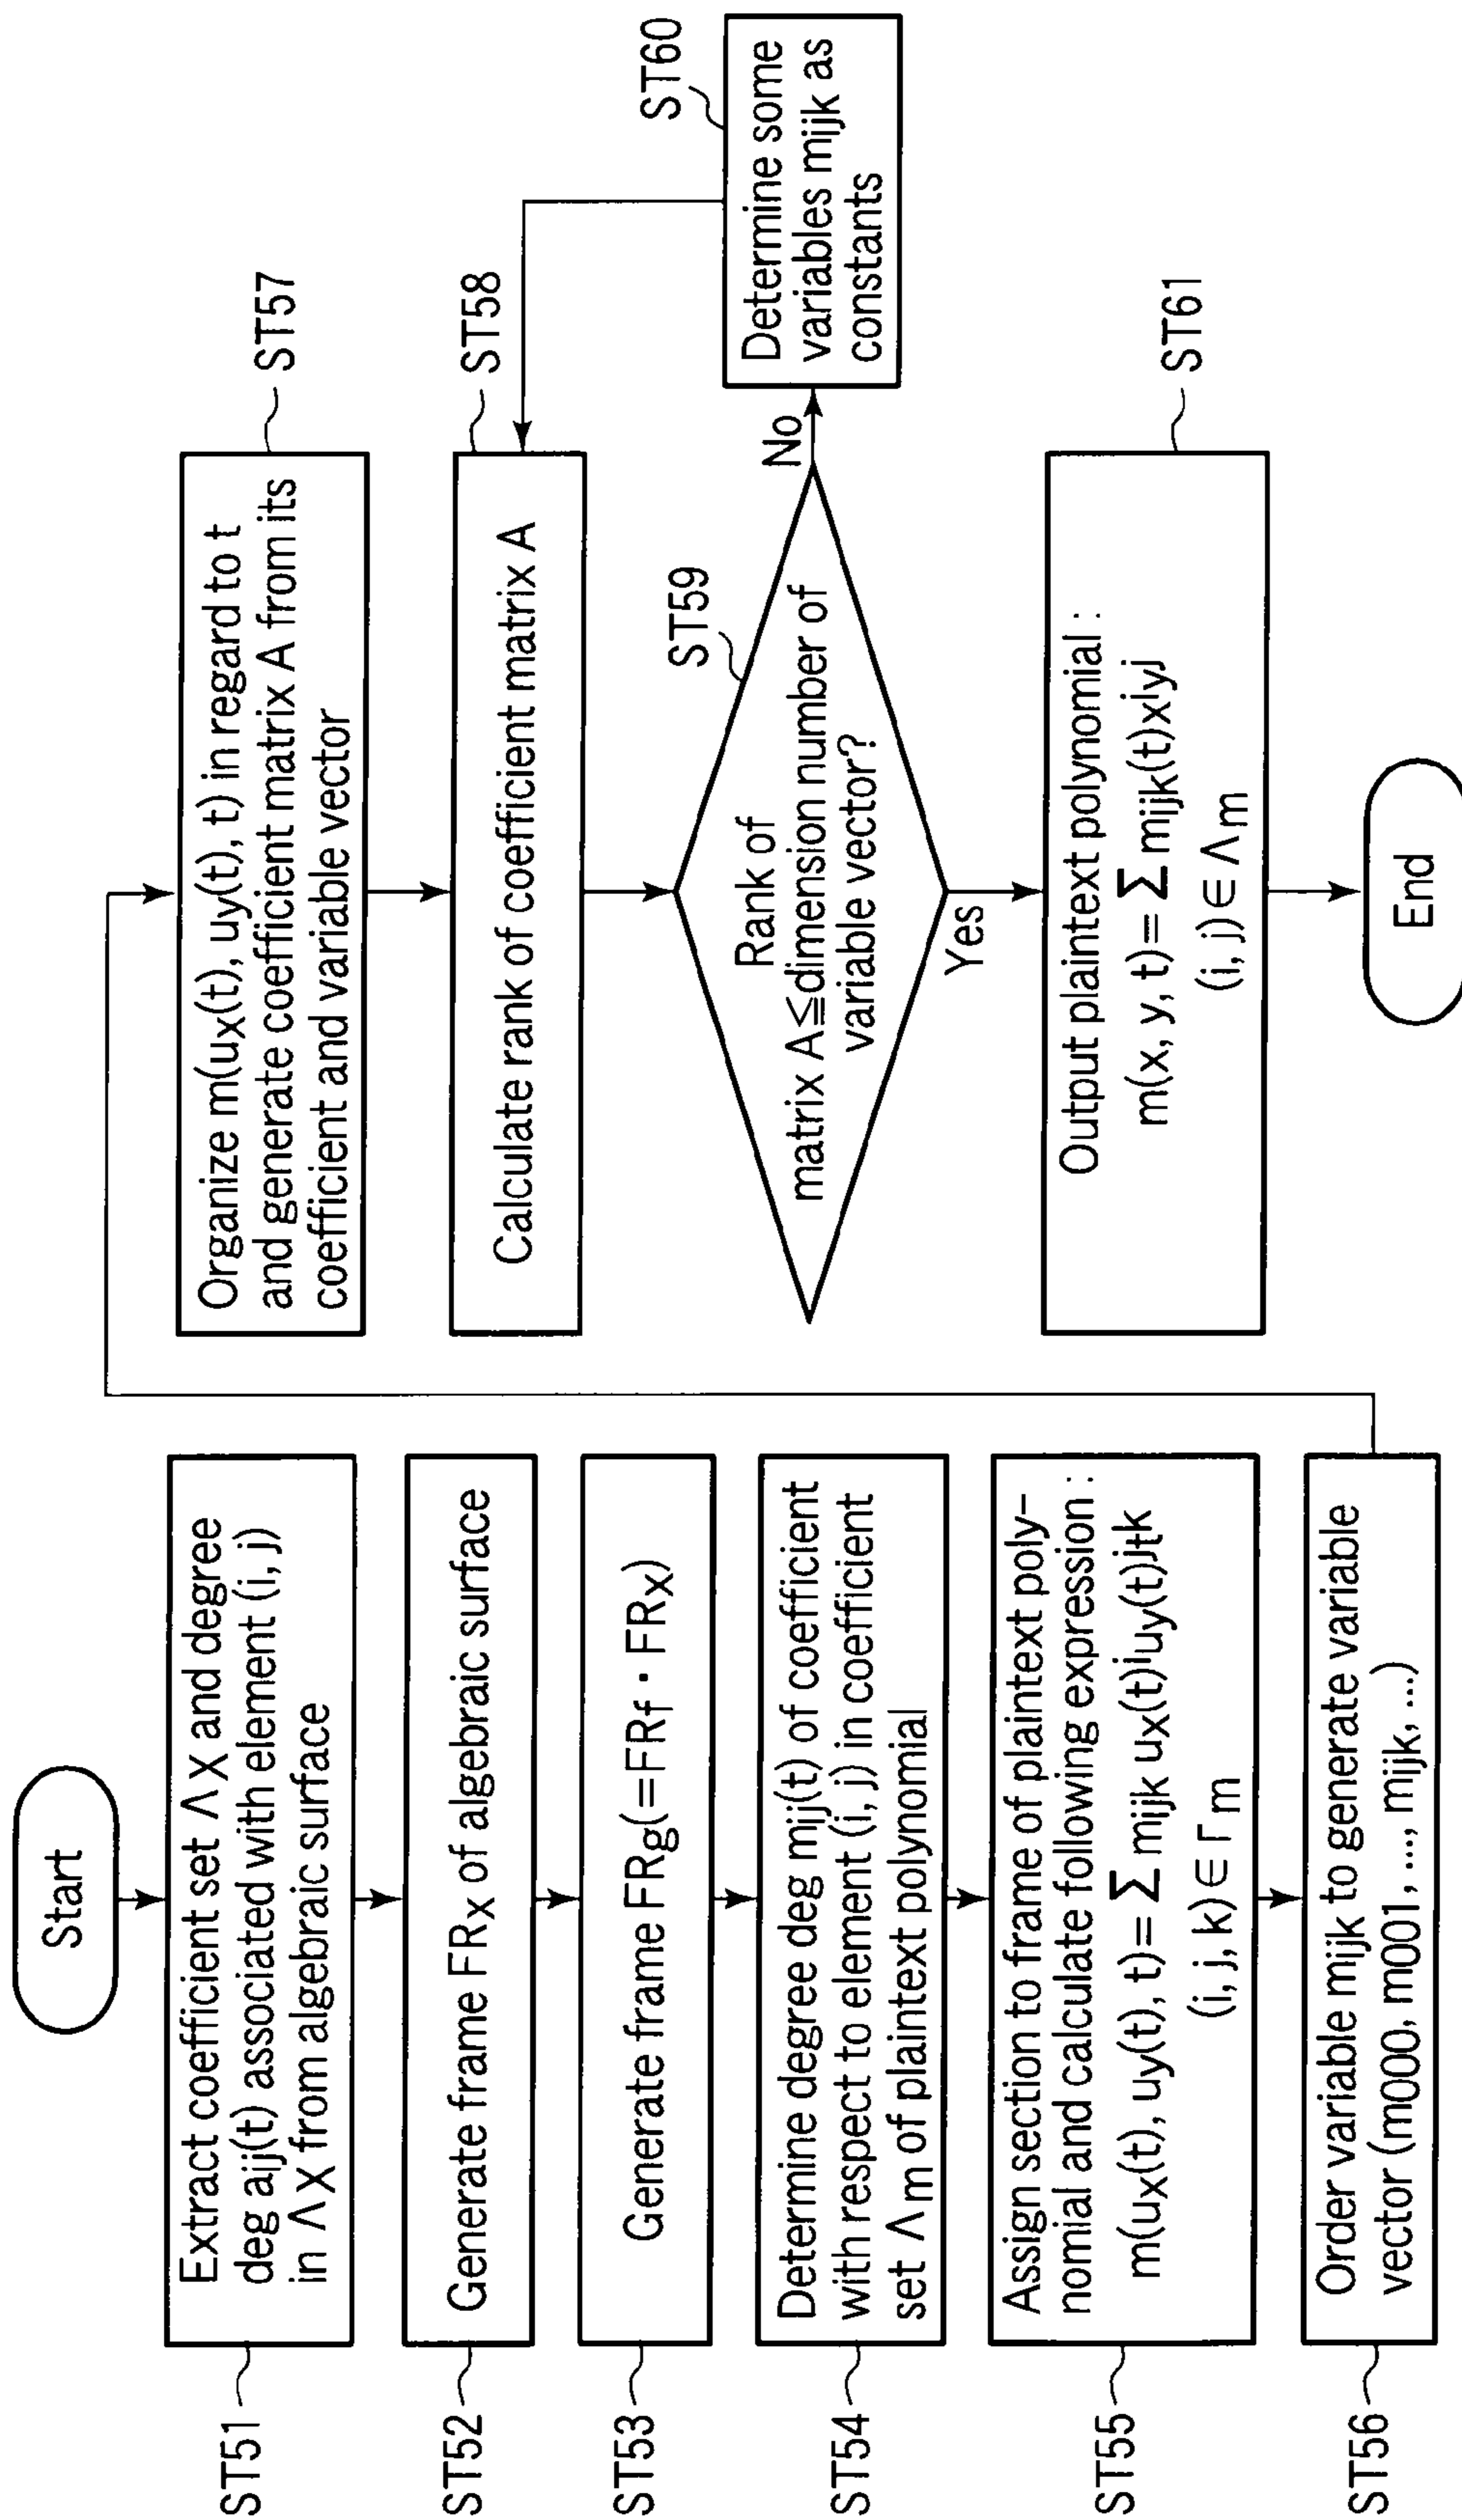 Start
ST51
Extract coefficient set ΛX and degree
deg aij(t) associated with element (i, j)
in ΛX from algebraic surface
ST52
Generate frame FRX of algebraic surface
ST53
Generate frame FRg(=FRf · FRX)
ST54
Determine degree deg mij(t) of coefficient
with respect to element (i, j) in coefficient
set Λm of plaintext polynomial
ST55
Assign section to frame of plaintext poly-
nomial and calculate following expression :
m(ux(t), uy(t), t)= Σ mijk ux(t)iuy(t)jtk
(i, j, k)∈Γm
ST56
Order variable mijk to generate variable
vector (m000, m001, ..., mijk, ...)
ST57
Organize m(ux(t), uy(t), t) in regard to t
and generate coefficient matrix A from its
coefficient and variable vector
ST58
Calculate rank of coefficient matrix A
ST59
Rank of
matrix A≦dimension number of
variable vector?
No
Yes
ST60
Determine some
variables mijk as
constants
ST61
Output plaintext polynomial :
m(x, y, t)= Σ mijk(t)xiyj
(i, j)∈Λm
End